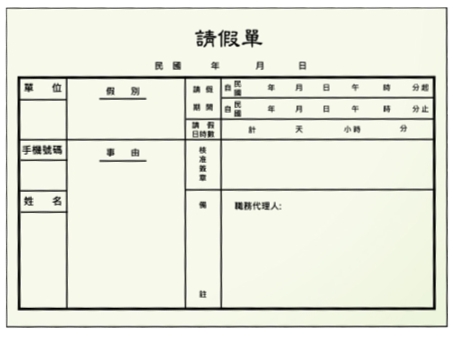 請假單
民國 年 月 日
單位
假別
請假期間
自民國 年 月 日 午 時 分起
自民國 年 月 日 午 時 分止
請假日時數
計 天 小時 分
手機號碼
事由
核准簽章
姓名
備註
職務代理人: